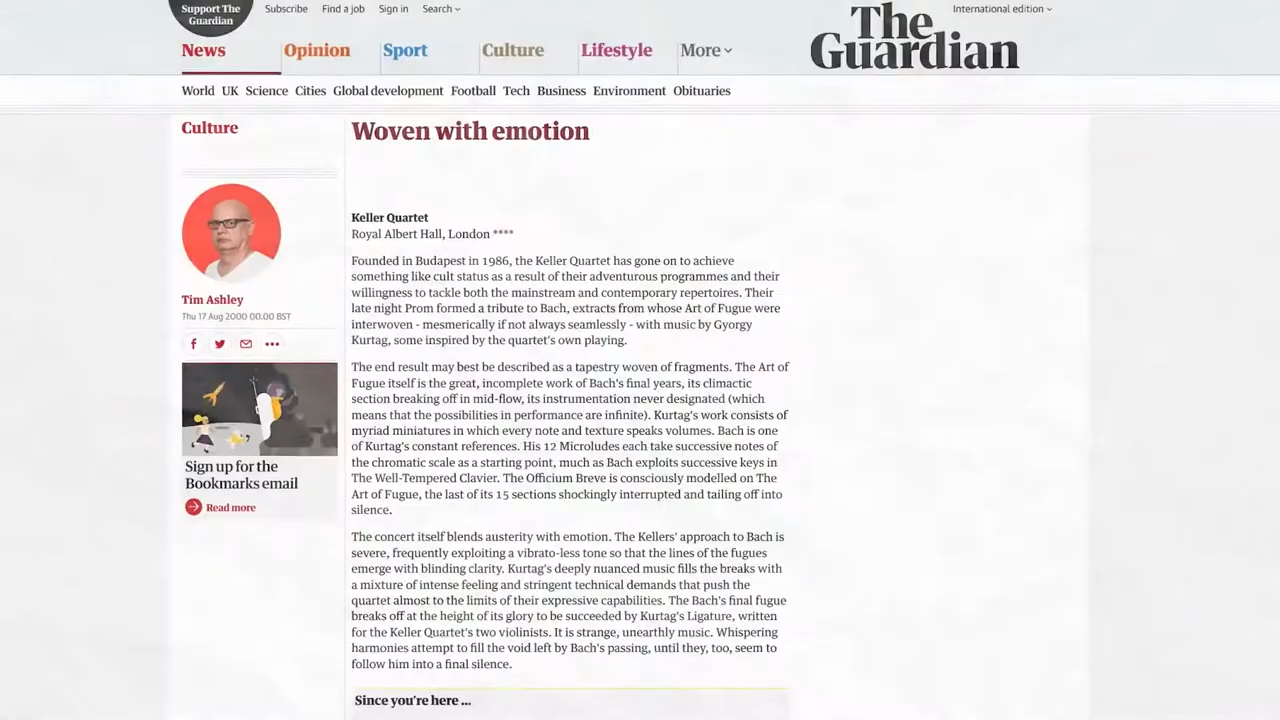 Support The
Guardian
Subscribe Find a job Sign in Search
International edition
The
Guardian
News Opinion Sport Culture Lifestyle More
World UK Science Cities Global development Football Tech Business Environment Obituaries
Culture
Woven with emotion
Tim Ashley
Thu 17 Aug 2000 00.00 BST
Sign up for the
Bookmarks email
Read more
Keller Quartet
Royal Albert Hall, London ****
Founded in Budapest in 1986, the Keller Quartet has gone on to achieve
something like cult status as a result of their adventurous programmes and their
willingness to tackle both the mainstream and contemporary repertoires. Their
late night Prom formed a tribute to Bach, extracts from whose Art of Fugue were
interwoven - mesmerically if not always seamlessly - with music by Gyorgy
Kurtag, some inspired by the quartet's own playing.
The end result may best be described as a tapestry woven of fragments. The Art of
Fugue itself is the great, incomplete work of Bach's final years, its climactic
section breaking off in mid-flow, its instrumentation never designated (which
means that the possibilities in performance are infinite). Kurtag's work consists of
myriad miniatures in which every note and texture speaks volumes. Bach is one
of Kurtag's constant references. His 12 Microludes each take successive notes of
the chromatic scale as a starting point, much as Bach exploits successive keys in
The Well-Tempered Clavier. The Officium Breve is consciously modelled on The
Art of Fugue, the last of its 15 sections shockingly interrupted and tailing off into
silence.
The concert itself blends austerity with emotion. The Kellers' approach to Bach is
severe, frequently exploiting a vibrato-less tone so that the lines of the fugues
emerge with blinding clarity. Kurtag's deeply nuanced music fills the breaks with
a mixture of intense feeling and stringent technical demands that push the
quartet almost to the limits of their expressive capabilities. The Bach's final fugue
breaks off at the height of its glory to be succeeded by Kurtag's Ligature, written
for the Keller Quartet's two violinists. It is strange, unearthly music. Whispering
harmonies attempt to fill the void left by Bach's passing, until they, too, seem to
follow him into a final silence.
Since you're here ...